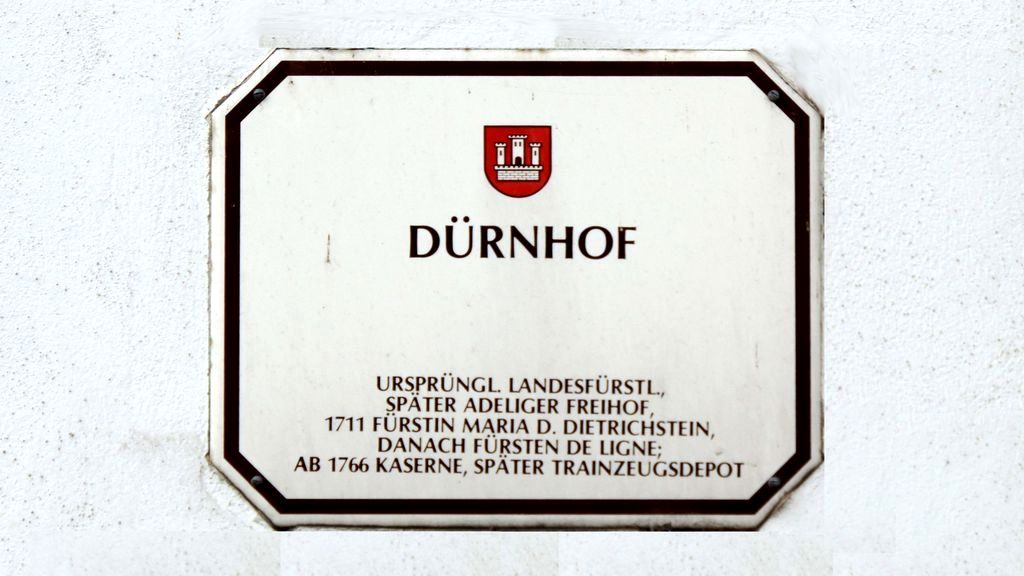 DÜRNHOF
URSPRÜNGL. LANDESFÜRSTL.,
SPÄTER ADELIGER FREIHOF,
1711 FÜRSTIN MARIA D. DIETRICHSTEIN,
DANACH FÜRSTEN DE LIGNE;
AB 1766 KASERNE, SPÄTER TRAINZEUGSDEPOT